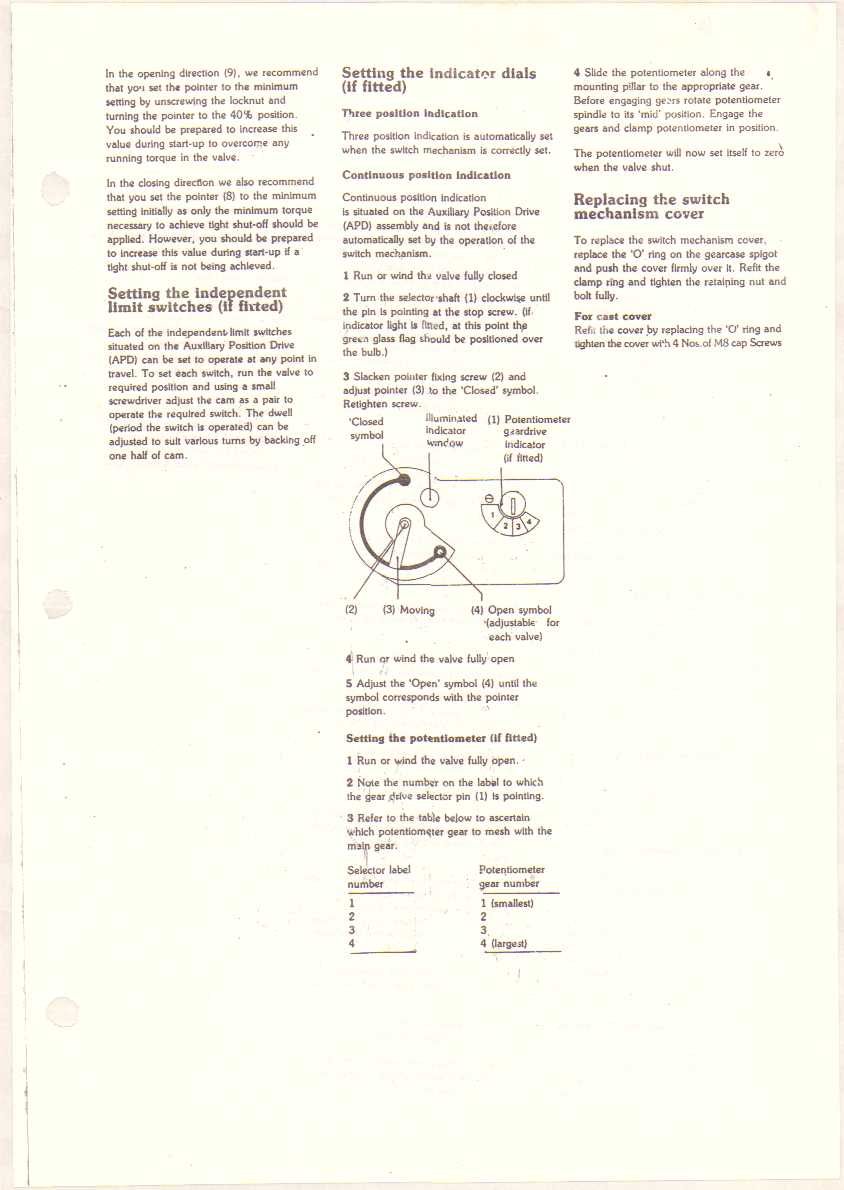 In the opening direction (9), we recommend
that you set the pointer to the minimum
setting by unscrewing the locknut and
turning the pointer to the 40% position.
You should be prepared to increase this
value during start-up to overcome any
running torque in the valve.
In the closing direction we also recommend
that you set the pointer (8) to the minimum
setting initially as only the minimum torque
necessary to achieve tight shut-off should be
applied. However, you should be prepared
to increase this value during start-up if a
tight shut-off is not being achieved.
Setting the independent
limit switches (if fitted)
Each of the independent limit switches
situated on the Auxiliary Position Drive
(APD) can be set to operate at any point in
travel. To set each switch, run the valve to
required position and using a small
screwdriver adjust the cam as a pair to
operate the required switch. The dwell
(period the switch is operated) can be
adjusted to suit various turns by backing off
one half of cam.
Setting the indicator dials
(if fitted)
Three position indication
Three position indication is automatically set
when the switch mechanism is correctly set.
Continuous position indication
Continuous position indication
is situated on the Auxiliary Position Drive
(APD) assembly and is not therefore
automatically set by the operation of the
switch mechanism.
1 Run or wind the valve fully closed
2 Turn the selector shaft (1) clockwise until
the pin is pointing at the stop screw. (If
indicator light is fitted, at this point the
green glass flag should be positioned over
the bulb.)
3 Slacken pointer fixing screw (2) and
adjust pointer (3) to the 'Closed' symbol.
Retighten screw.
'Closed
symbol
illuminated
indicator
window
(1) Potentiometer
geardrive
indicator
(if fitted)
1
2
3
4
(2)
(3) Moving
(4) Open symbol
(adjustable for
each valve)
4 Run or wind the valve fully open
5 Adjust the 'Open' symbol (4) until the
symbol corresponds with the pointer
position.
Setting the potentiometer (if fitted)
1 Run or wind the valve fully open.
2 Note the number on the label to which
the gear drive selector pin (1) is pointing.
3 Refer to the table below to ascertain
which potentiometer gear to mesh with the
main gear.
Selector label
number
Potentiometer
gear number
1 1 (smallest)
2 2
3 3
4 4 (largest)
4 Slide the potentiometer along the
mounting pillar to the appropriate gear.
Before engaging gears rotate potentiometer
spindle to its 'mid' position. Engage the
gears and clamp potentiometer in position.
The potentiometer will now set itself to zero
when the valve shut.
Replacing the switch
mechanism cover
To replace the switch mechanism cover,
replace the 'O' ring on the gearcase spigot
and push the cover firmly over it. Refit the
clamp ring and tighten the retaining nut and
bolt fully.
For cast cover
Refit the cover by replacing the 'O' ring and
tighten the cover with 4 Nos.of M8 cap Screws